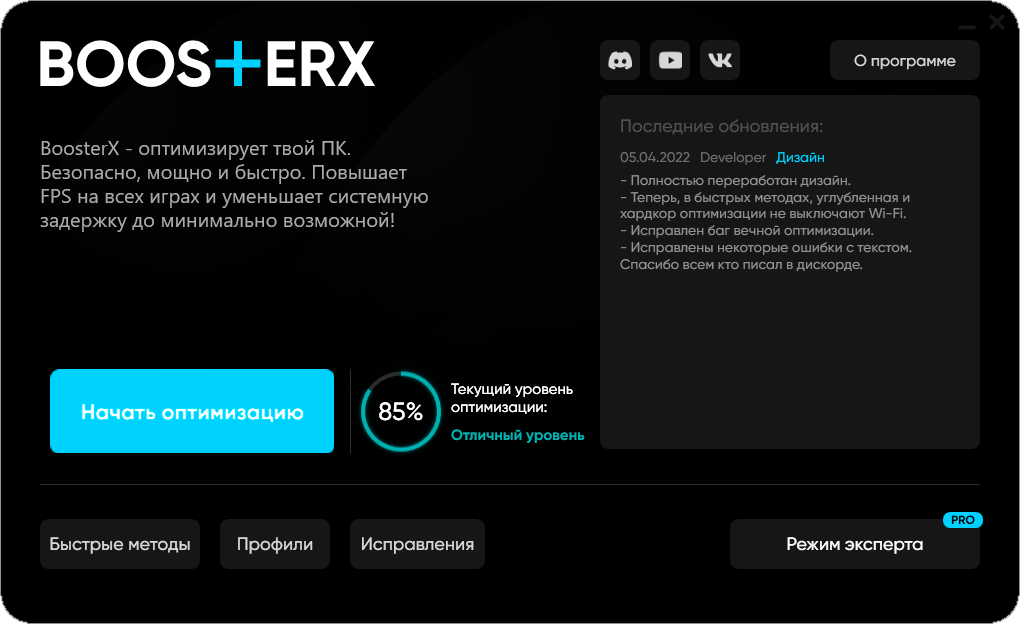 BOOSTERX
О программе
BoosterX - оптимизирует твой ПК.
Безопасно, мощно и быстро. Повышает
FPS на всех играх и уменьшает системную
задержку до минимально возможной!
Последние обновления:
05.04.2022 Developer Дизайн
- Полностью переработан дизайн.
- Теперь, в быстрых методах, углубленная и
хардкор оптимизации не выключают Wi-Fi.
- Исправлен баг вечной оптимизации.
- Исправлены некоторые ошибки с текстом.
Спасибо всем кто писал в дискорде.
Начать оптимизацию
85%
Текущий уровень
оптимизации:
Отличный уровень
Быстрые методы
Профили
Исправления
PRO
Режим эксперта